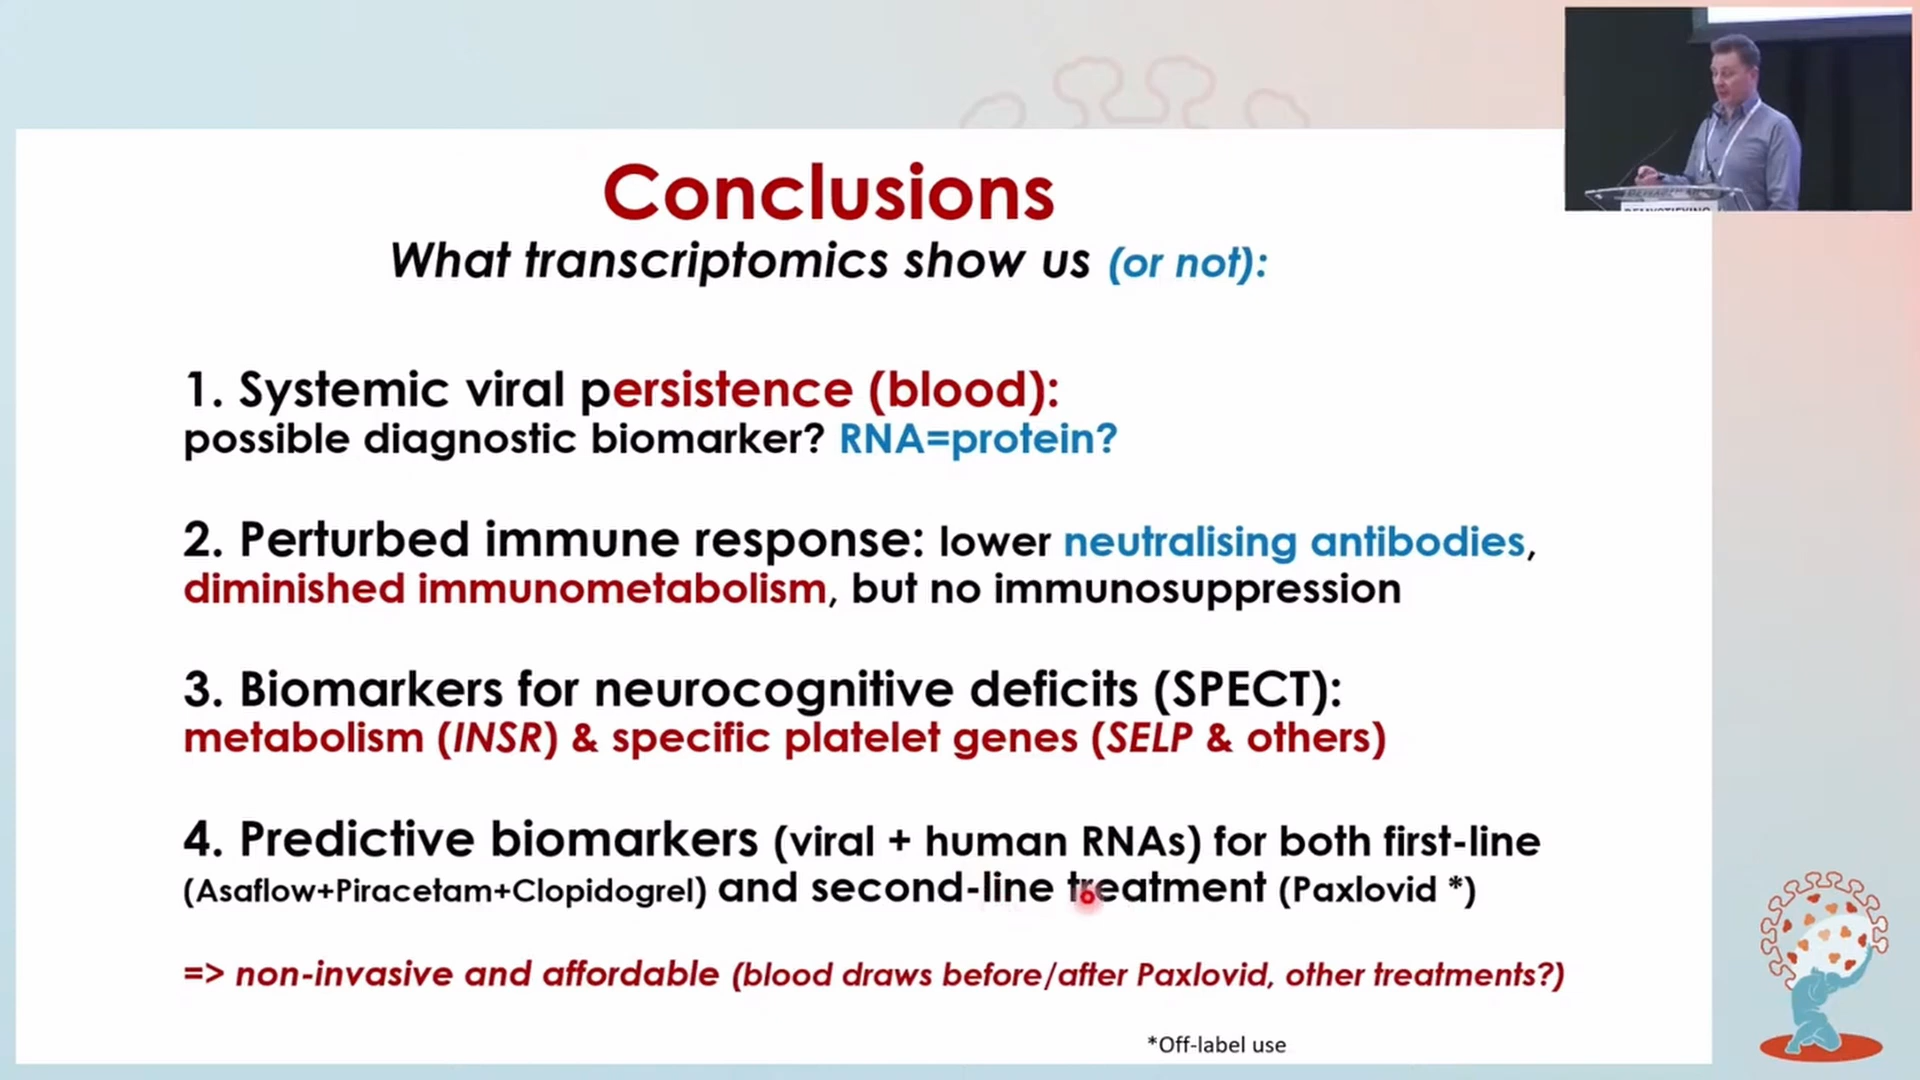 Conclusions
What transcriptomics show us (or not):
1. Systemic viral persistence (blood):
possible diagnostic biomarker? RNA=protein?
2. Perturbed immune response: lower neutralising antibodies,
diminished immunometabolism, but no immunosuppression
3. Biomarkers for neurocognitive deficits (SPECT):
metabolism (INSR) & specific platelet genes (SELP & others)
4. Predictive biomarkers (viral + human RNAs) for both first-line
(Asaflow+Piracetam+Clopidogrel) and second-line treatment (Paxlovid *)
=> non-invasive and affordable (blood draws before/after Paxlovid, other treatments?)
*Off-label use
DEMYSTIFYING